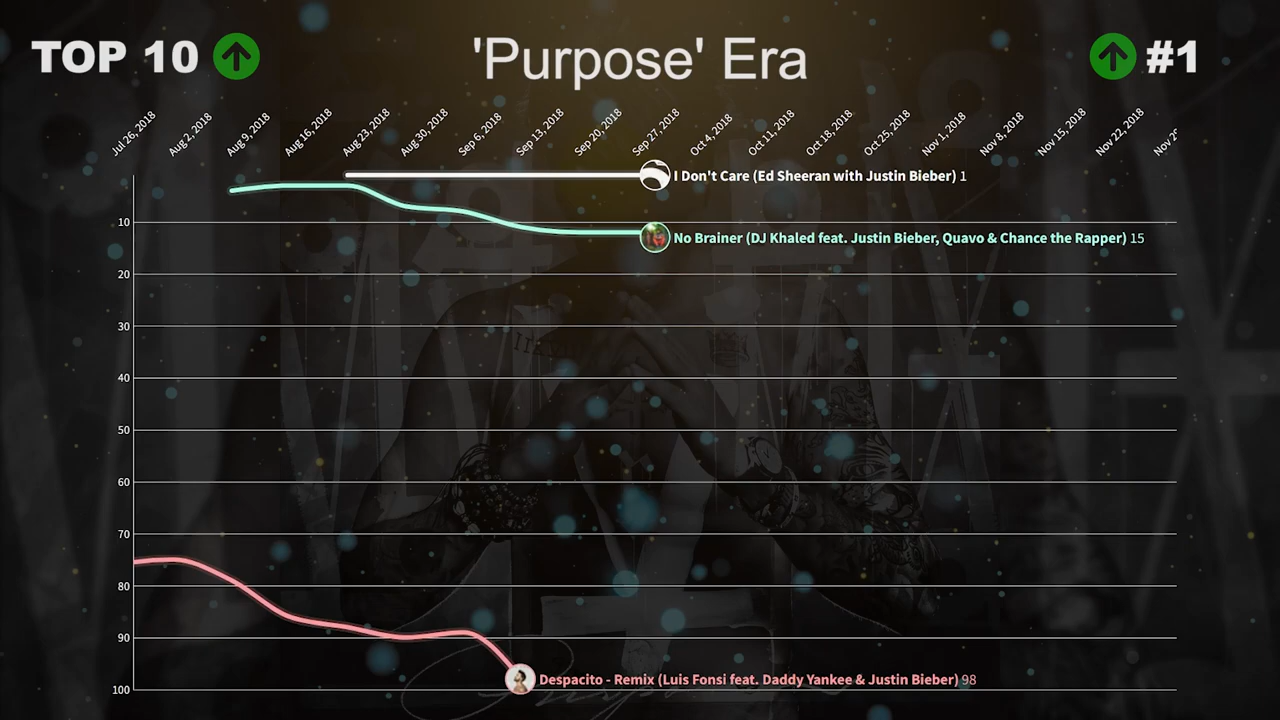 TOP 10
'Purpose' Era
#1
Jul 26, 2018
Aug 2, 2018
Aug 9, 2018
Aug 16, 2018
Aug 23, 2018
Aug 30, 2018
Sep 6, 2018
Sep 13, 2018
Sep 20, 2018
Sep 27, 2018
Oct 4, 2018
Oct 11, 2018
Oct 18, 2018
Oct 25, 2018
Nov 1, 2018
Nov 8, 2018
Nov 15, 2018
Nov 22, 2018
I Don't Care (Ed Sheeran with Justin Bieber) 1
10
No Brainer (DJ Khaled feat. Justin Bieber, Quavo & Chance the Rapper) 15
20
30
40
50
60
70
80
90
Despacito - Remix (Luis Fonsi feat. Daddy Yankee & Justin Bieber) 98
100